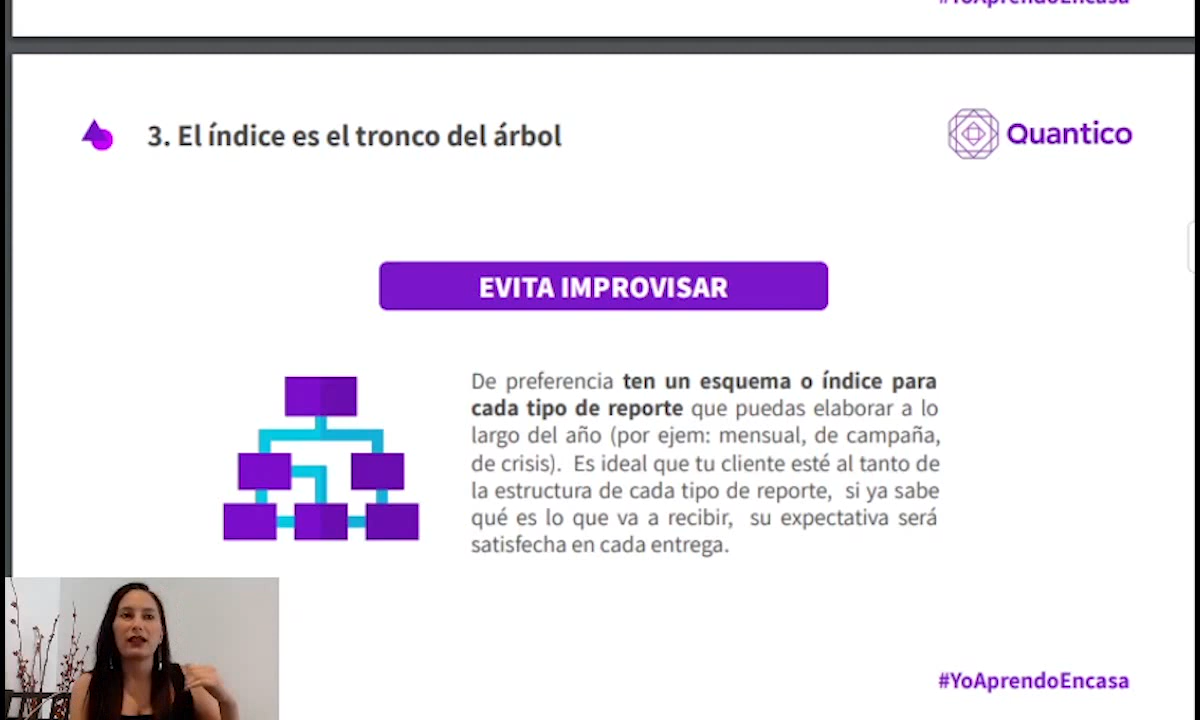 #YoAprendoEncasa
3. El índice es el tronco del árbol
Quantico
EVITA IMPROVISAR
De preferencia ten un esquema o índice para
cada tipo de reporte que puedas elaborar a lo
largo del año (por ejem: mensual, de campaña,
de crisis). Es ideal que tu cliente esté al tanto de
la estructura de cada tipo de reporte, si ya sabe
qué es lo que va a recibir, su expectativa será
satisfecha en cada entrega.
#YoAprendoEncasa